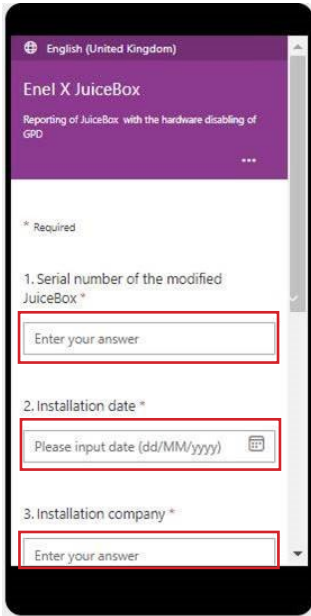 English (United Kingdom)
Enel X JuiceBox
Reporting of JuiceBox with the hardware disabling of
GPD
...
* Required
1. Serial number of the modified
JuiceBox *
Enter your answer
2. Installation date *
Please input date (dd/MM/yyyy)
3. Installation company *
Enter your answer